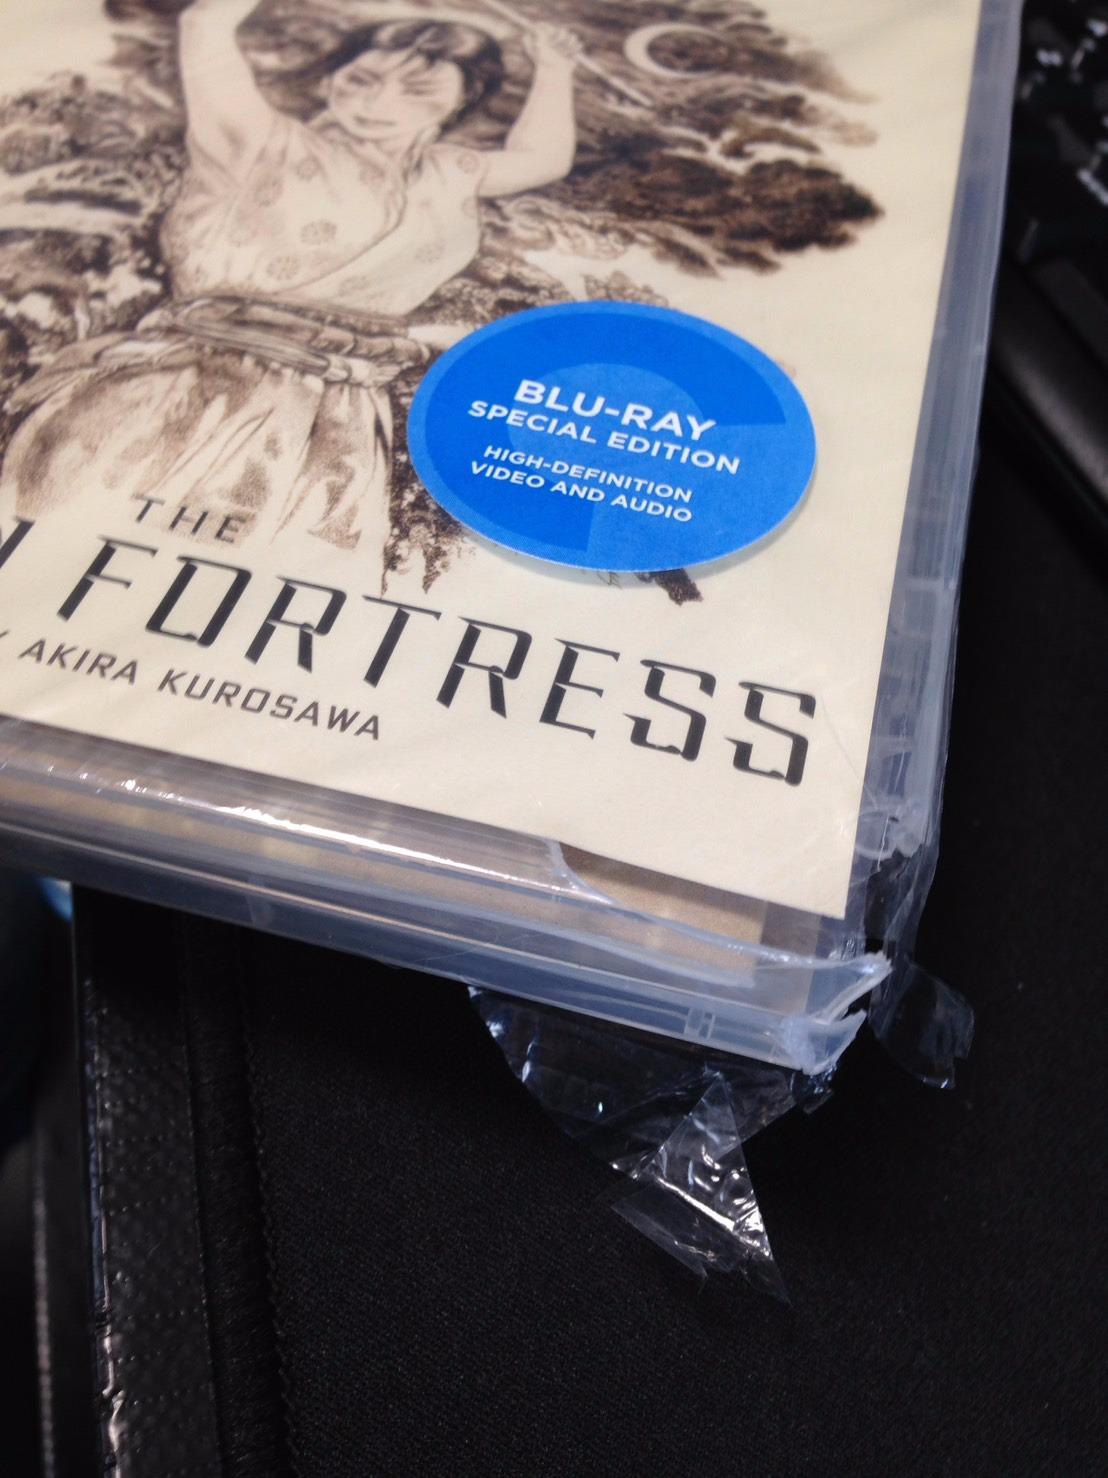 BLU-RAY
SPECIAL EDITION
HIGH-DEFINITION
VIDEO AND AUDIO
THE
FORTRESS
AKIRA KUROSAWA